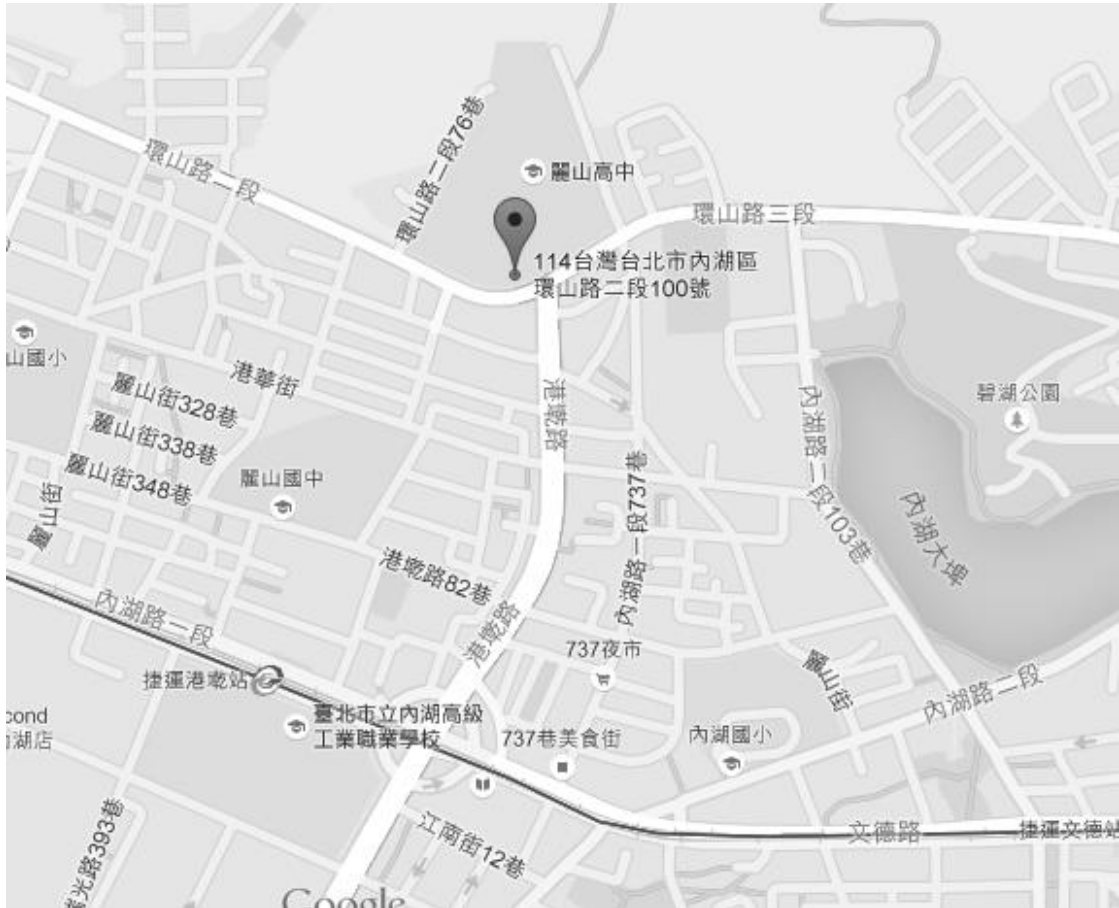 環山路二段
環山路二段76巷
麗山高中
環山路三段
114台灣台北市內湖區
環山路二段100號
山國小
港華街
麗山街328巷
麗山街338巷
麗山街348巷
麗山街
麗山國中
港墘路
內湖路一段737巷
內湖路二段103巷
碧湖公園
內湖大埤
港墘路82巷
內湖路一段
港墘路
737夜市
麗山街
內湖路二段
捷運港墘站
臺北市立內湖高級
工業職業學校
737巷美食街
內湖國小
cond
湖店
江南街12巷
文德路
捷運文德站
光路393巷
Google